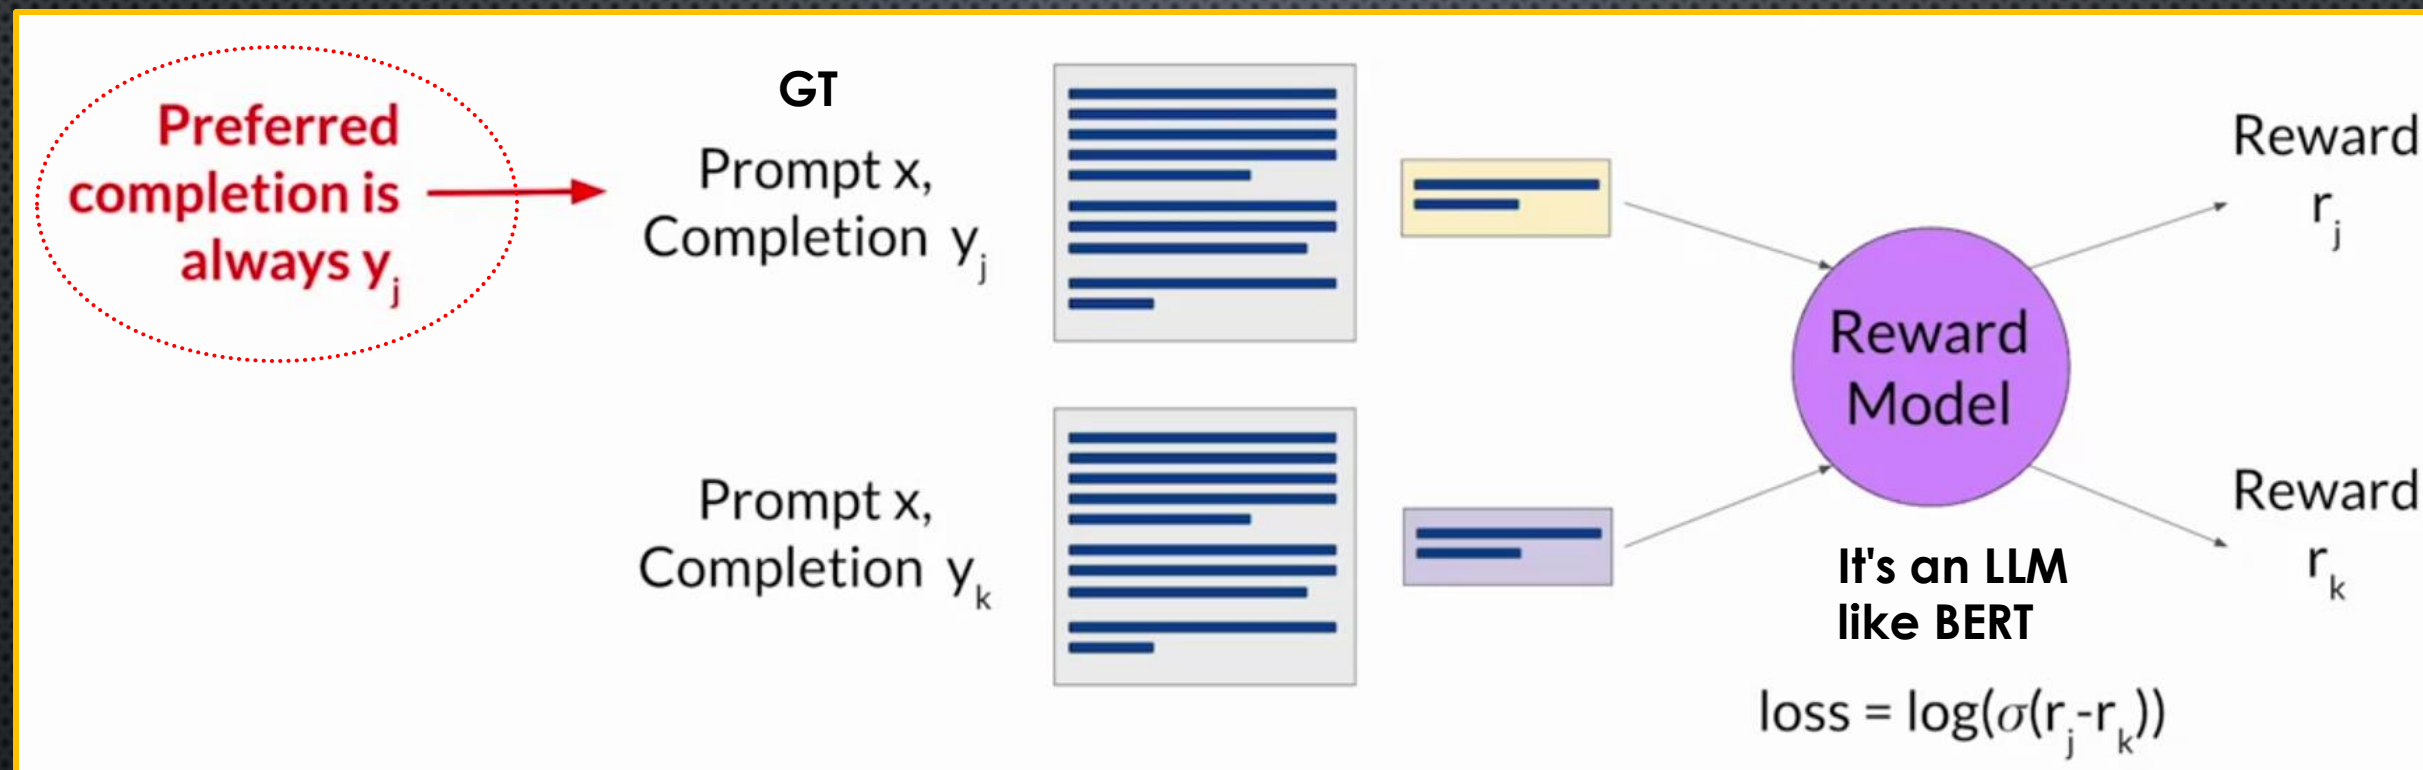 Preferred
completion is
always yj
GT
Prompt x,
Completion yj
Reward
rj
Reward
Model
Prompt x,
Completion yk
Reward
rk
It's an LLM
like BERT
loss = log(σ(rj-rk))